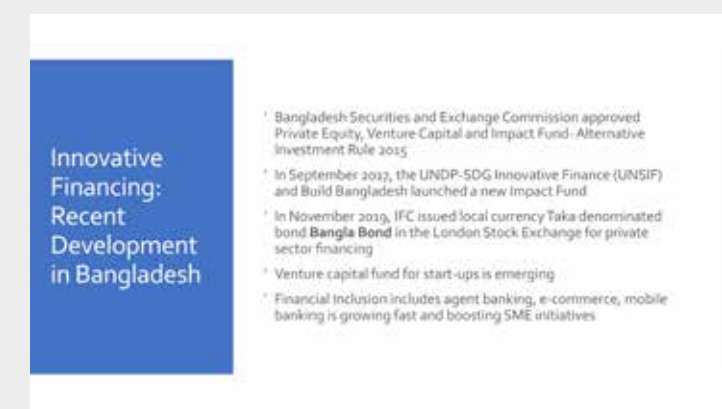 Innovative
Financing:
Recent
Development
in Bangladesh
Bangladesh Securities and Exchange Commission approved
Private Equity, Venture Capital and Impact Fund- Alternative
Investment Rule 2015
In September 2017, the UNDP-SDG Innovative Finance (UNSIF)
and Build Bangladesh launched a new Impact Fund
In November 2019, IFC issued local currency Taka denominated
bond Bangla Bond in the London Stock Exchange for private
sector financing
Venture capital fund for start-ups is emerging
Financial Inclusion includes agent banking, e-commerce, mobile
banking is growing fast and boosting SME initiatives